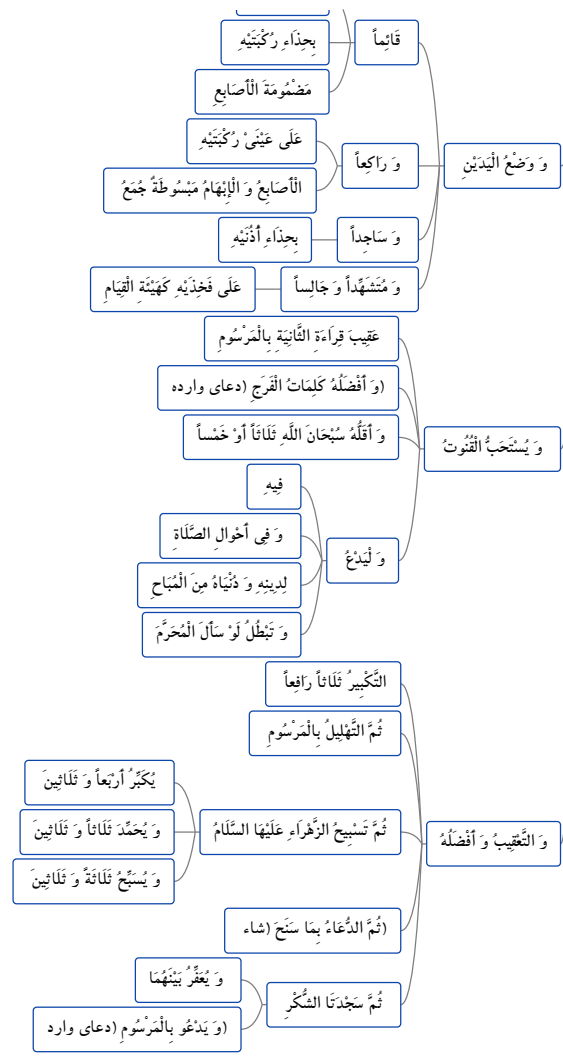 قَائِماً
بِحِذَاءِ رُكْبَتَيْهِ
مَضْمُومَةَ الْأَصَابِعِ
وَ وَضْعُ الْيَدَيْنِ
وَ رَاكِعاً
عَلَى عَيْنَيْ رُكْبَتَيْهِ
الْأَصَابِعُ وَ الْإِبْهَامُ مَبْسُوطَةٌ جُمَعُ
وَ سَاجِداً
بِحِذَاءِ أُذُنَيْهِ
وَ مُتَشَهِّداً وَ جَالِساً
عَلَى فَخِذَيْهِ كَهَيْئَةِ الْقِيَامِ
وَ يُسْتَحَبُّ الْقُنُوتُ
عَقِيبَ قِرَاءَةِ الثَّانِيَةِ بِالْمَرْسُومِ
(وَ أَفْضَلُهُ كَلِمَاتُ الْفَرَجِ (دعای وارده
وَ أَقَلُّهُ سُبْحَانَ اللَّهِ ثَلَاثاً أَوْ خَمْساً
وَ لْيَدْعُ
فِيهِ
وَ فِی أَحْوالِ الصَّلَاةِ
لِدِينِهِ وَ دُنْيَاهُ مِنَ الْمُبَاحِ
وَ تَبْطُلُ لَوْ سَأَلَ الْمُحَرَّمَ
وَ التَّعْقِيبُ وَ أَفْضَلُهُ
التَّكْبِيرُ ثَلَاثاً رَافِعاً
ثُمَّ التَّهْلِيلُ بِالْمَرْسُومِ
ثُمَّ تَسْبِيحُ الزَّهْرَاءِ عَلَيْهَا السَّلَامُ
يُكَبِّرُ أَرْبَعاً وَ ثَلَاثِينَ
وَ يُحَمِّدَ ثَلَاثاً وَ ثَلَاثِينَ
وَ يُسَبِّحُ ثَلَاثَةً وَ ثَلَاثِينَ
(ثُمَّ الدُّعَاءُ بِمَا سَنَحَ (شاء
ثُمَّ سَجْدَتَا الشُّكْرِ
وَ يُعَفِّرُ بَيْنَهُمَا
(وَ يَدْعُو بِالْمَرْسُومِ (دعای وارد